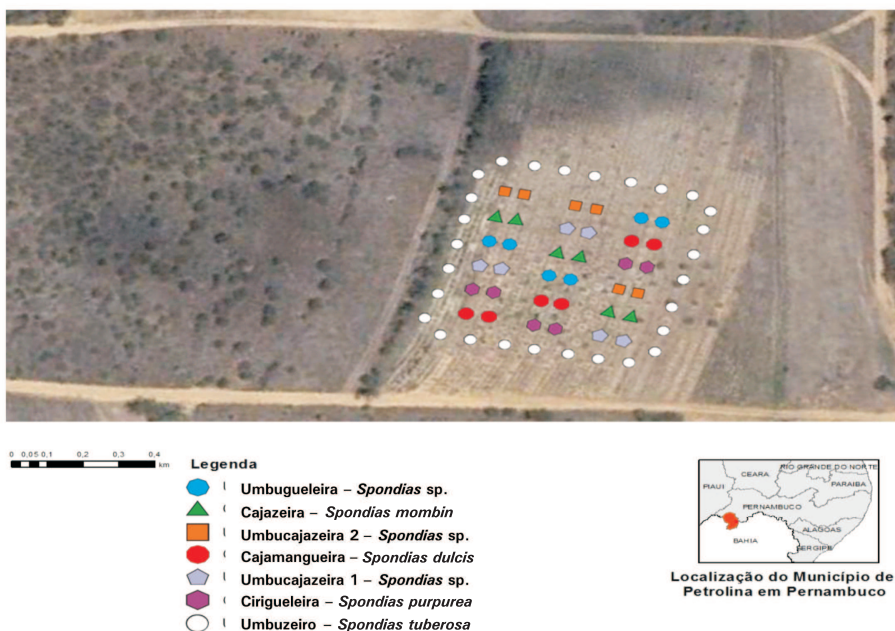 0 0,05 0,1 0,2 0,3 0,4
km
Legenda
Umbugueleira – Spondias sp.
Cajazeira – Spondias mombin
Umbucajazeira 2 – Spondias sp.
Cajamangueira – Spondias dulcis
Umbucajazeira 1 – Spondias sp.
Cirigueleira – Spondias purpurea
Umbuzeiro – Spondias tuberosa
RIO GRANDE DO NORTE
CEARA
PIAUI
PARAIBA
PERNAMBUCO
ALAGOAS
BAHIA
SERGIPE
Localização do Município de
Petrolina em Pernambuco